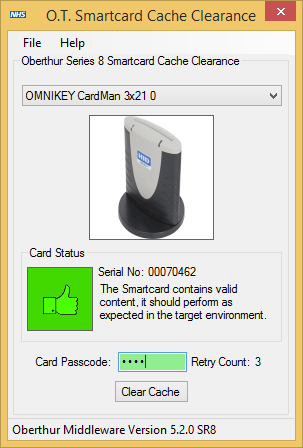 NHS O.T. Smartcard Cache Clearance
File Help
Oberthur Series 8 Smartcard Cache Clearance
OMNIKEY CardMan 3x21 0
HID
Card Status
Serial No: 00070462
The Smartcard contains valid
content, it should perform as
expected in the target environment.
Card Passcode: •••• Retry Count: 3
Clear Cache
Oberthur Middleware Version 5.2.0 SR8